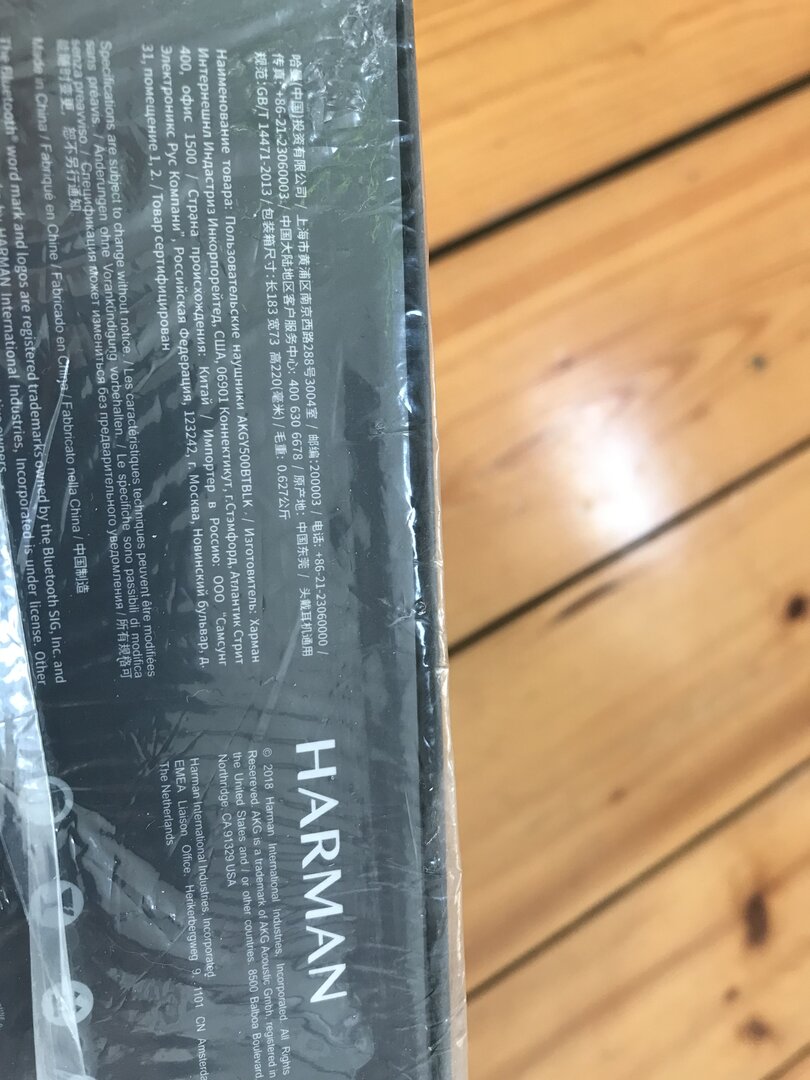 哈曼(中国)投资有限公司 / 上海市黄浦区南京西路288号3004室 / 邮编:200003 / 电话: +86-21-23060000 /
传真: +86-21-23060003 / 中国大陆地区客户服务中心: 400 630 6678 / 原产地: 中国东莞 / 头戴耳机通用
规范:GB/T 14471-2013 / 包装箱尺寸:长183 宽73 高220(毫米) / 毛重: 0.627公斤
Наименование товара: Пользовательские наушники AKGY500BTBLK / Изготовитель: Харман
Интернешнл Индастриз Инкорпорейтед, США, 06901 Коннектикут, г.Стэмфорд, Атлантик Стрит
400, офис 1500 / Страна происхождения: Китай / Импортер в Россию: ООО "Самсунг
Электроникс Рус Компани", Российская Федерация, 123242, г. Москва, Новинский бульвар, д.
31, помещение 1, 2. / Товар сертифицирован
Specifications are subject to change without notice. / Les caractéristiques techniques peuvent être modifiées
sans préavis. / Änderungen ohne Vorankündigung vorbehalten. / Le specifiche sono passibili di modifica
senza preavviso / Спецификация может измениться без предварительного уведомления / 所有规格可
能随时变更, 恕不另行通知
Made in China / Fabriqué en Chine / Fabricado en China / Fabbricato nella China / 中国制造
The Bluetooth® word mark and logos are registered trademarks owned by the Bluetooth SIG, Inc. and
by HARMAN International Industries, Incorporated is under license. Other
owners.
HARMAN
© 2018 Harman International Industries, Incorporated. All Rights
Resereved. AKG is a trademark of AKG Acoustic Gmbh, registered in
the United States and / or other countries. 8500 Balboa Boulevard
Northridge. CA 91329 USA
Harman International Industries, Incorporated
EMEA Liaison Office. Herikerbergweg 9, 1101 CN Amsterda
The Netherlands